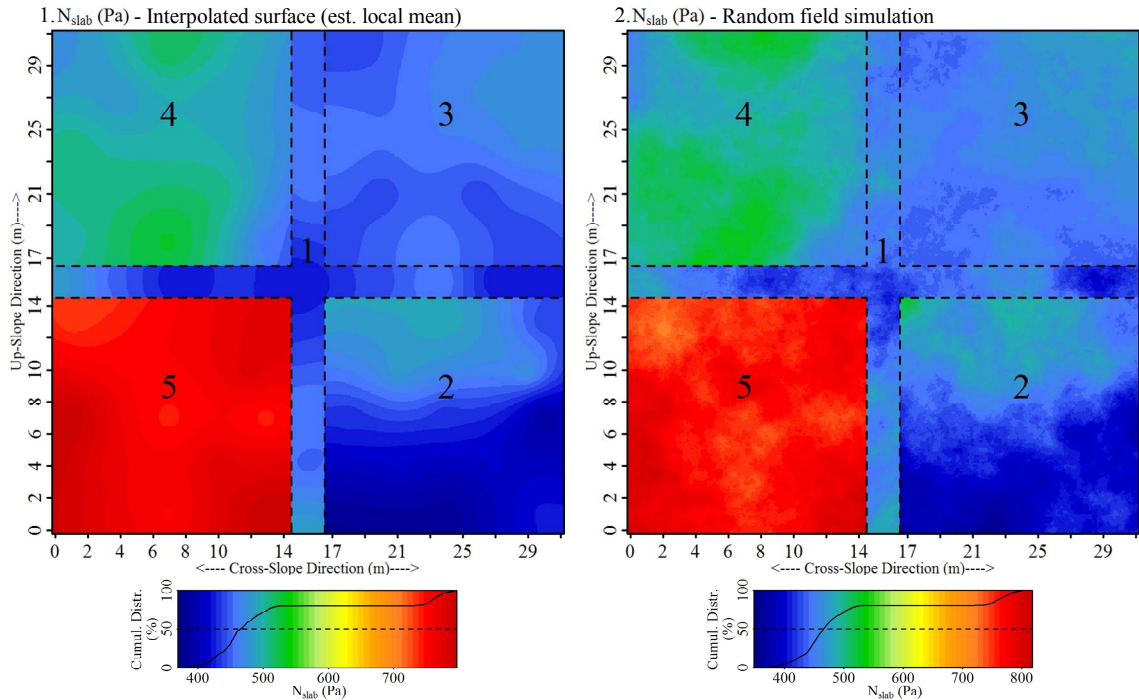 1.N_slab (Pa) - Interpolated surface (est. local mean)
2.N_slab (Pa) - Random field simulation
Up-Slope Direction (m)---->
29
25
21
17
14
10
8
6
4
2
0
4
3
1
5
2
0 2 4 6 8 10 14 17 21 25 29
<---- Cross-Slope Direction (m)---->
Up-Slope Direction (m)---->
29
25
21
17
14
10
8
6
4
2
0
4
3
1
5
2
0 2 4 6 8 10 14 17 21 25 29
<---- Cross-Slope Direction (m)---->
Cumul. Distr.
(%)
100
50
0
400 500 600 700
N_slab (Pa)
Cumul. Distr.
(%)
100
50
0
400 500 600 700 800
N_slab (Pa)